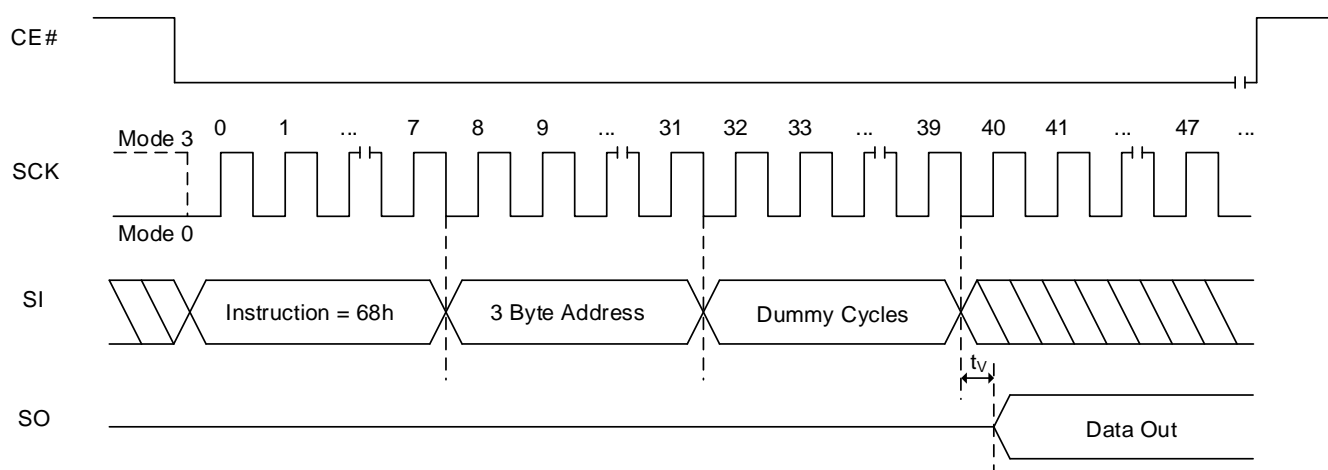 CE#
Mode 3
0 1 ... 7 8 9 ... 31 32 33 ... 39 40 41 ... 47 ...
SCK
Mode 0
SI
Instruction = 68h
3 Byte Address
Dummy Cycles
tV
SO
Data Out